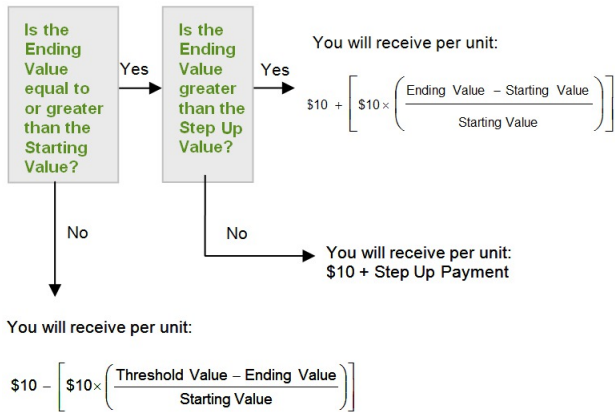 Is the
Ending
Value
equal to
or greater
than the
Starting
Value?
Yes
Is the
Ending
Value
greater
than the
Step Up
Value?
Yes
You will receive per unit:
$10 + [ $10 × ( Ending Value – Starting Value
Starting Value ) ]
No
No
You will receive per unit:
$10 + Step Up Payment
You will receive per unit:
$10 – [ $10× ( Threshold Value – Ending Value
Starting Value ) ]